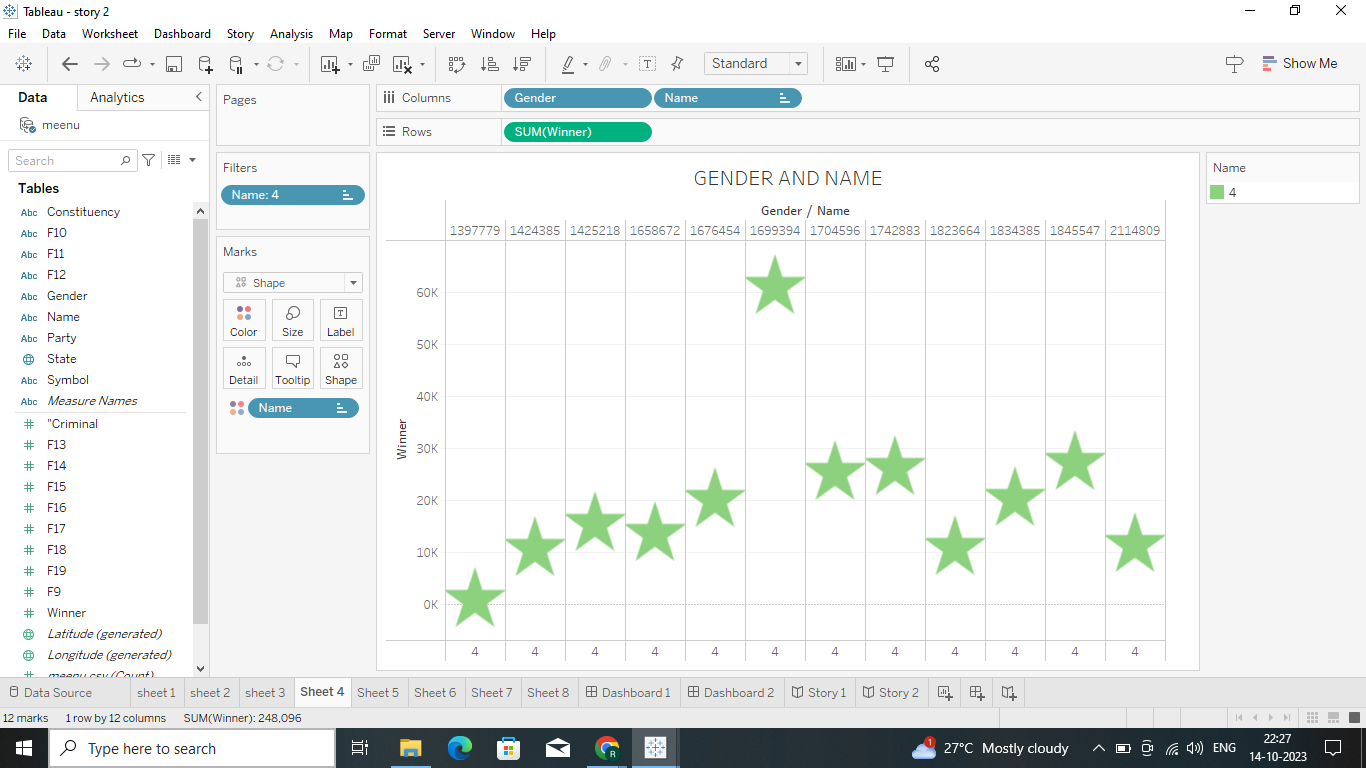 Tableau - story 2
File Data Worksheet Dashboard Story Analysis Map Format Server Window Help
Standard
Show Me
Data Analytics
meenu
Search
Tables
Abc Constituency
Abc F10
Abc F11
Abc F12
Abc Gender
Abc Name
Abc Party
State
Abc Symbol
Abc Measure Names
# "Criminal
# F13
# F14
# F15
# F16
# F17
# F18
# F19
# F9
# Winner
Latitude (generated)
Longitude (generated)
# meenu.csv (Count)
Pages
Filters
Name: 4
Marks
Shape
Color Size Label
Detail Tooltip Shape
Name
Columns Gender Name
Rows SUM(Winner)
GENDER AND NAME
Gender / Name
1397779 1424385 1425218 1658672 1676454 1699394 1704596 1742883 1823664 1834385 1845547 2114809
60K
50K
40K
30K
20K
10K
0K
Winner
4 4 4 4 4 4 4 4 4 4 4 4
Name
4
Data Source sheet 1 sheet 2 sheet 3 Sheet 4 Sheet 5 Sheet 6 Sheet 7 Sheet 8 Dashboard 1 Dashboard 2 Story 1 Story 2
12 marks 1 row by 12 columns SUM(Winner): 248,096
Type here to search
R
1
27°C Mostly cloudy
ENG
22:27
14-10-2023